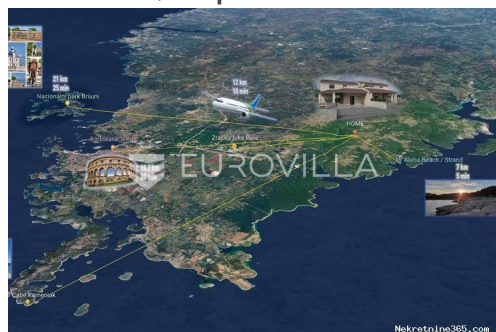 21 km
25 min
Nacionalni park Brijuni
12 km
10 min
Zračna luka Pula
HOME
Aloha Beach / Strand
7 km
5 min
EUROVILLA
Cape Kamenjak
Nekretnine365.com